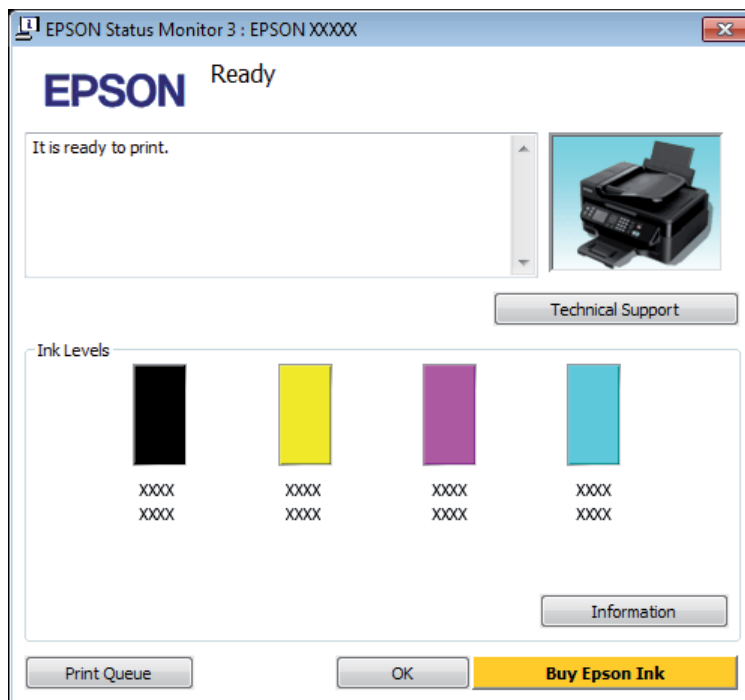 EPSON Status Monitor 3 : EPSON XXXXX
EPSON
Ready
It is ready to print.
Technical Support
Ink Levels
XXXX XXXX XXXX XXXX
XXXX XXXX XXXX XXXX
Information
Print Queue OK Buy Epson Ink